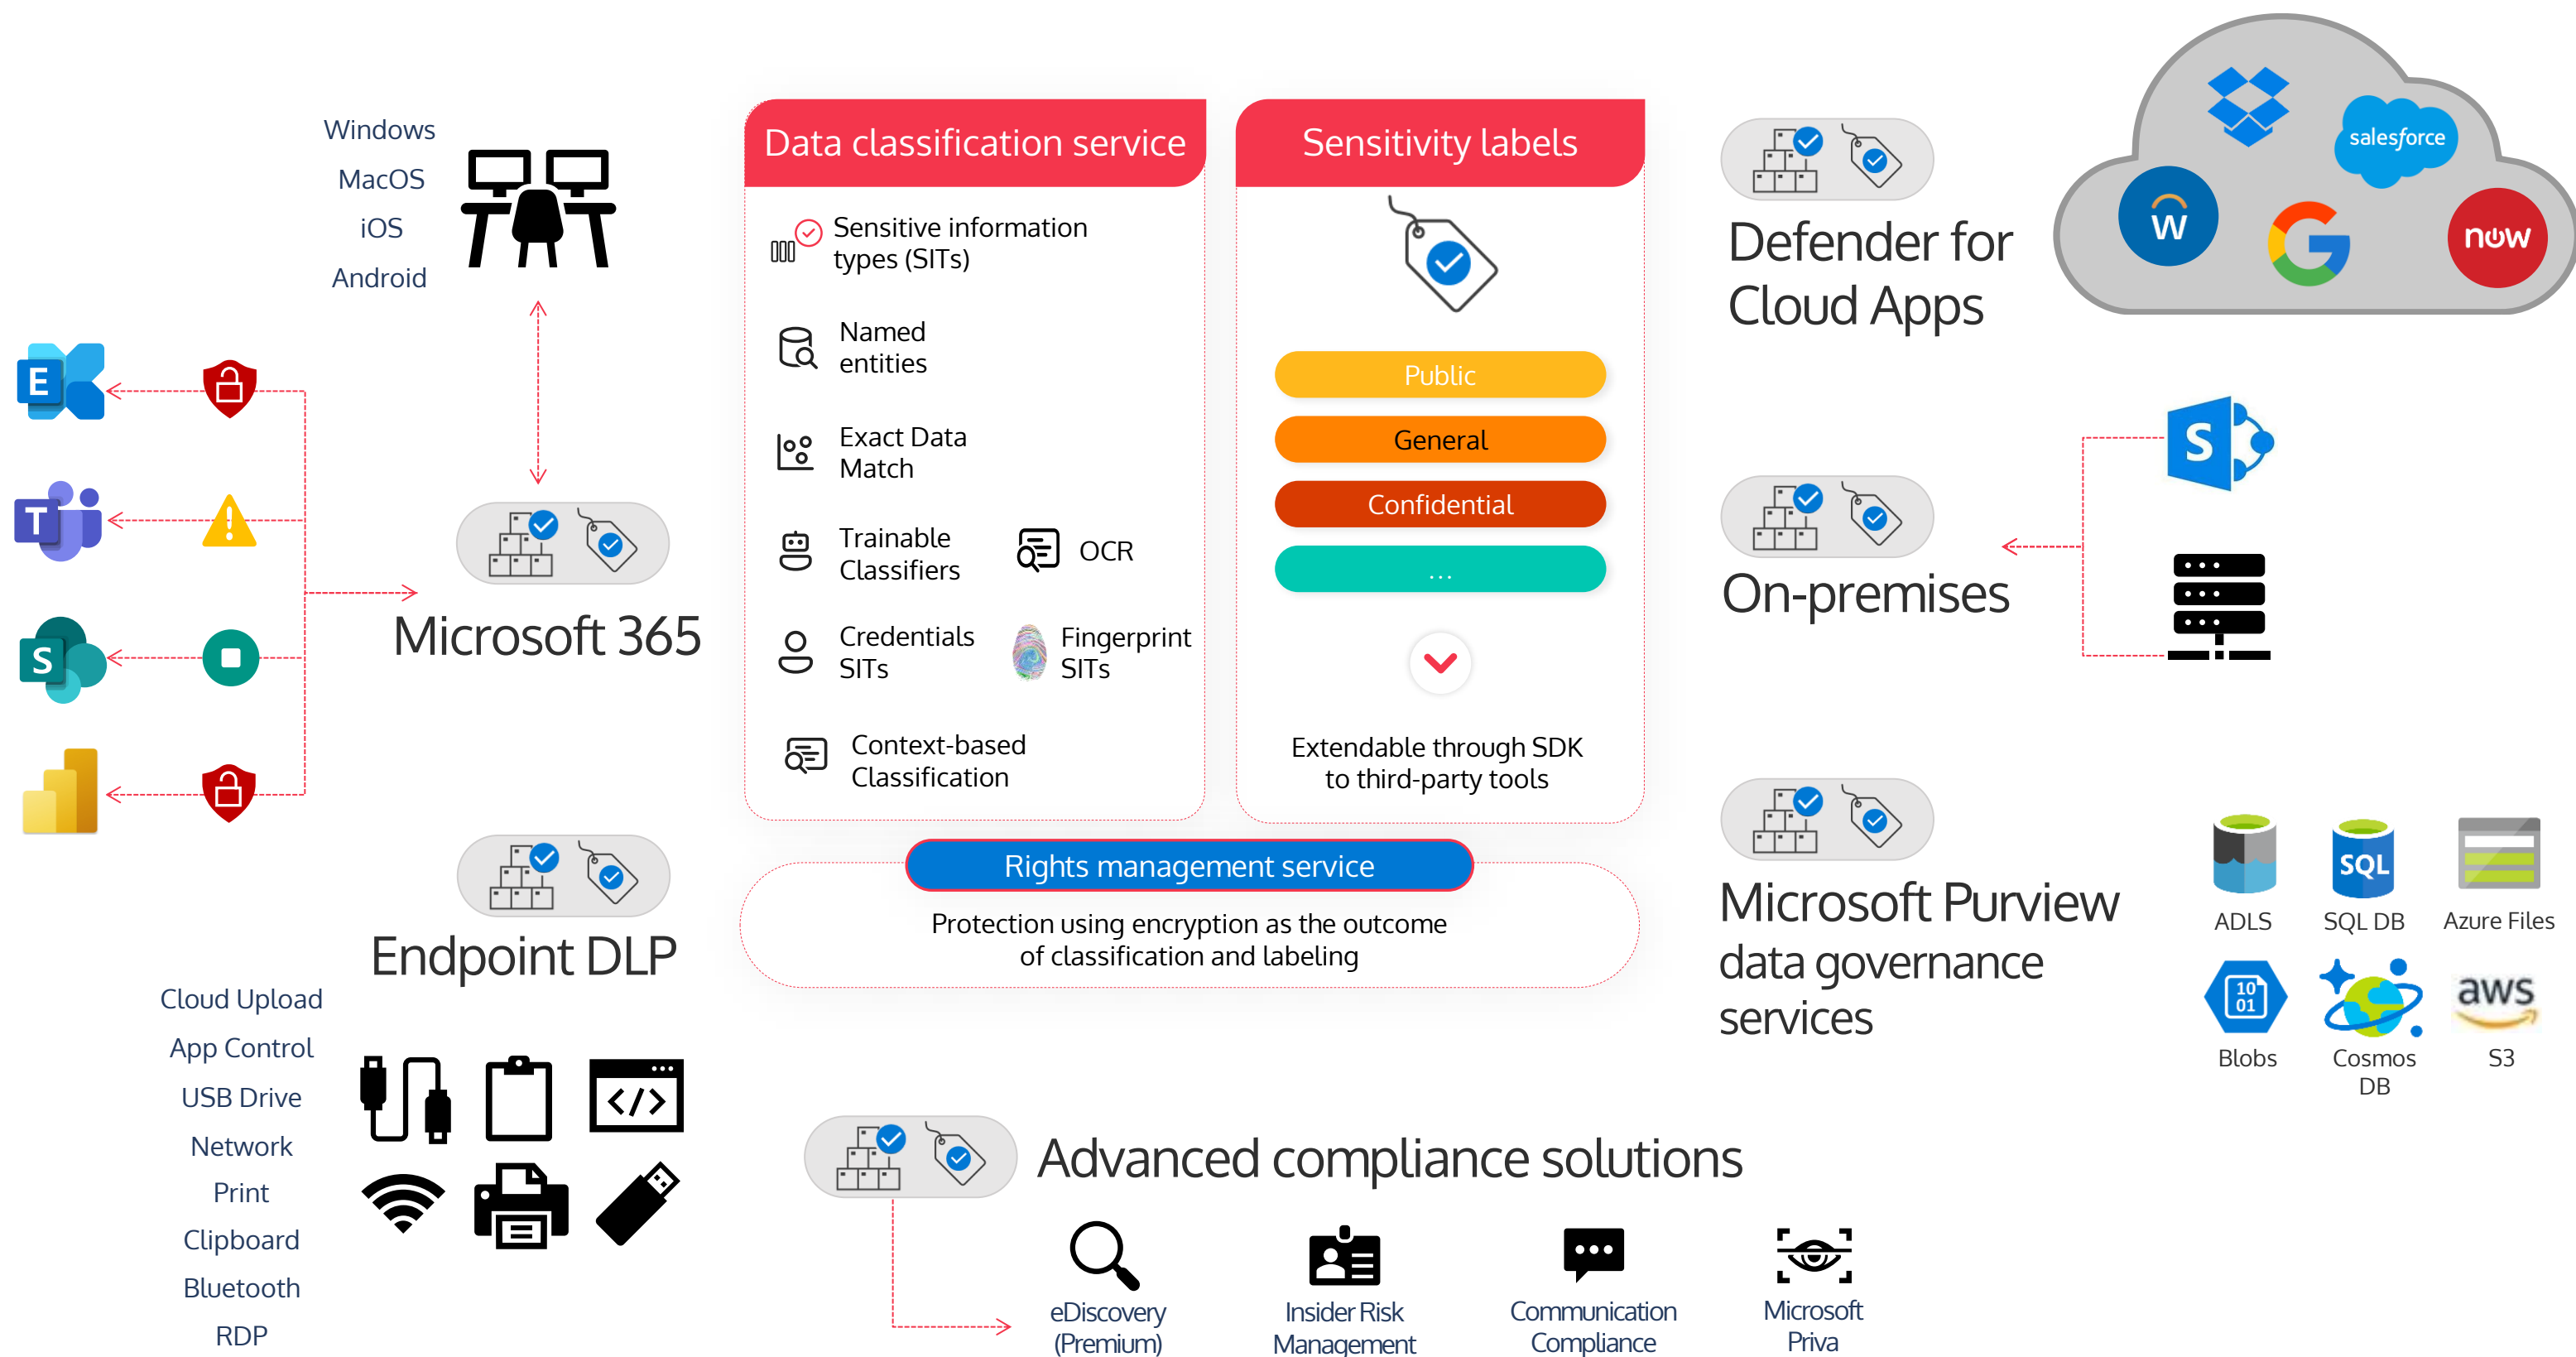 Windows
MacOS
iOS
Android
E
T
S
Microsoft 365
Endpoint DLP
Cloud Upload
App Control
USB Drive
Network
Print
Clipboard
Bluetooth
RDP
</>
Data classification service
Sensitive information
types (SITs)
Named
entities
Exact Data
Match
Trainable
Classifiers
OCR
Credentials
SITs
Fingerprint
SITs
Context-based
Classification
Sensitivity labels
Public
General
Confidential
...
Extendable through SDK
to third-party tools
Rights management service
Protection using encryption as the outcome
of classification and labeling
Defender for
Cloud Apps
salesforce
w
G
now
On-premises
S
Microsoft Purview
data governance
services
SQL
ADLS
SQL DB
Azure Files
10
01
aws
Blobs
Cosmos
DB
S3
Advanced compliance solutions
eDiscovery
(Premium)
Insider Risk
Management
Communication
Compliance
Microsoft
Priva